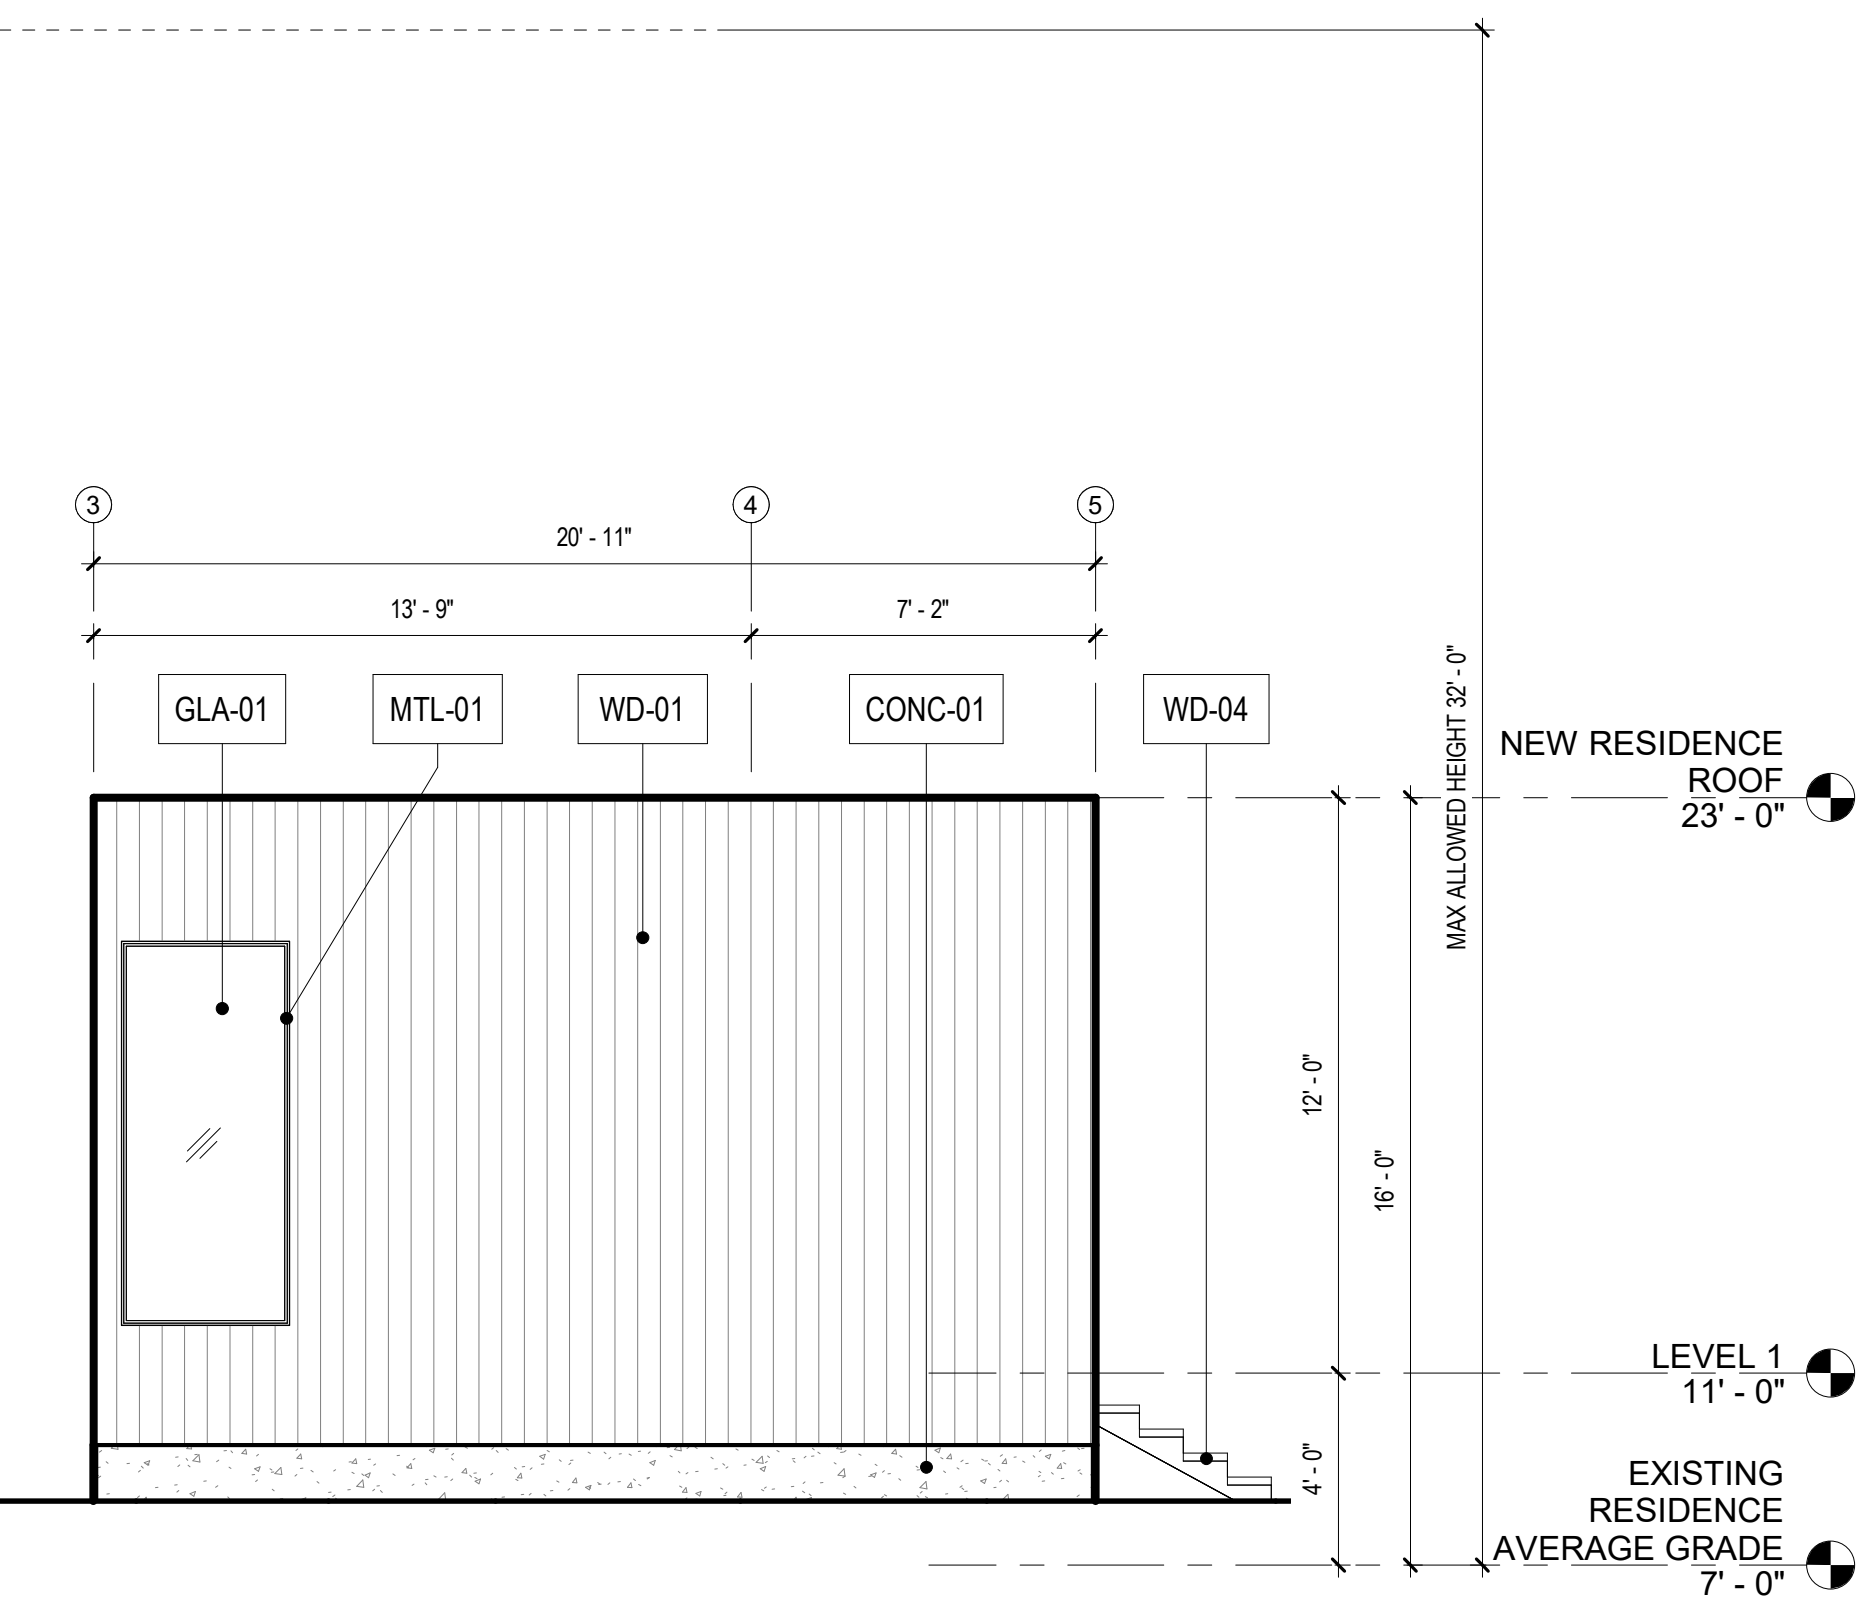 3
4
5
20' - 11"
13' - 9"
7' - 2"
GLA-01
MTL-01
WD-01
CONC-01
WD-04
MAX ALLOWED HEIGHT 32' - 0"
NEW RESIDENCE
ROOF
23' - 0"
12' - 0"
16' - 0"
LEVEL 1
11' - 0"
4' - 0"
EXISTING
RESIDENCE
AVERAGE GRADE
7' - 0"